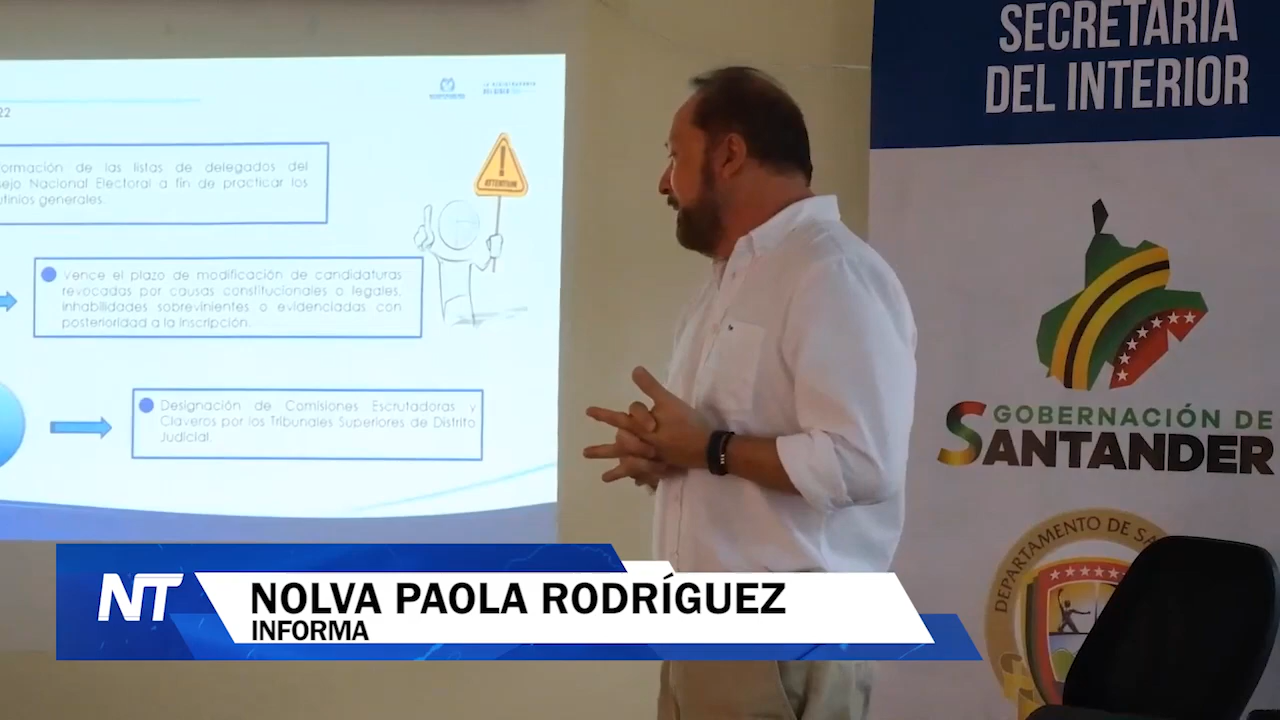 22
formación de las listas de delegados del
sejo Nacional Electoral a fin de practicar los
utinios generales.
ATTENTION
Vence el plazo de modificación de candidaturas
revocadas por causas constitucionales o legales,
inhabilidades sobrevinientes o evidenciadas con
posterioridad a la inscripción.
Designación de Comisiones Escrutadoras y
Claveros por los Tribunales Superiores de Distrito
Judicial.
SECRETARÍA
DEL INTERIOR
GOBERNACIÓN DE
SANTANDER
DEPARTAMENTO DE SA
NT
NOLVA PAOLA RODRÍGUEZ
INFORMA